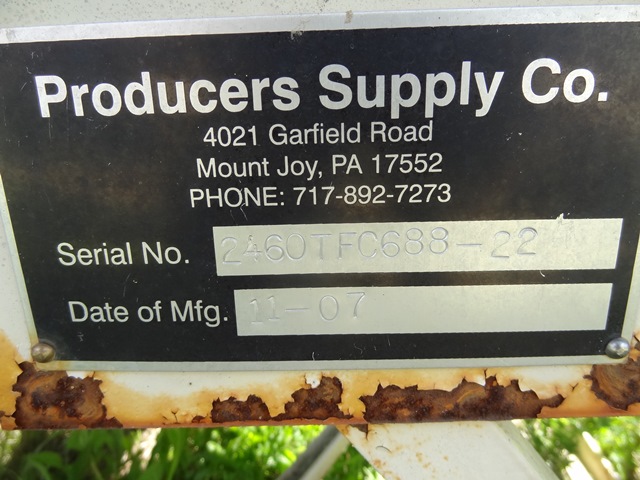 Producers Supply Co.
4021 Garfield Road
Mount Joy, PA 17552
PHONE: 717-892-7273
Serial No. 2460TFC688-22
Date of Mfg. 11-07